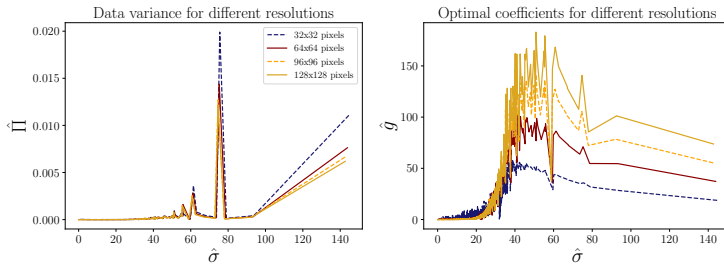 Data variance for different resolutions
0.020
0.015
0.010
0.005
0.000
Π̂
0 20 40 60 80 100 120 140
σ̂
32x32 pixels
64x64 pixels
96x96 pixels
128x128 pixels
Optimal coefficients for different resolutions
150
100
50
0
ĝ
0 20 40 60 80 100 120 140
σ̂